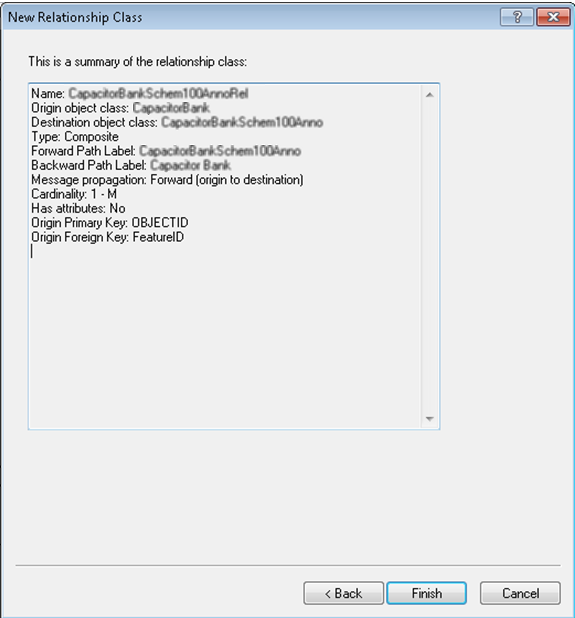 New Relationship Class
?
This is a summary of the relationship class:
Name: CapacitorBankSchem100AnnoRel
Origin object class: CapacitorBank
Destination object class: CapacitorBankSchem100Anno
Type: Composite
Forward Path Label: CapacitorBankSchem100Anno
Backward Path Label: Capacitor Bank
Message propagation: Forward (origin to destination)
Cardinality: 1 - M
Has attributes: No
Origin Primary Key: OBJECTID
Origin Foreign Key: FeatureID
< Back
Finish
Cancel